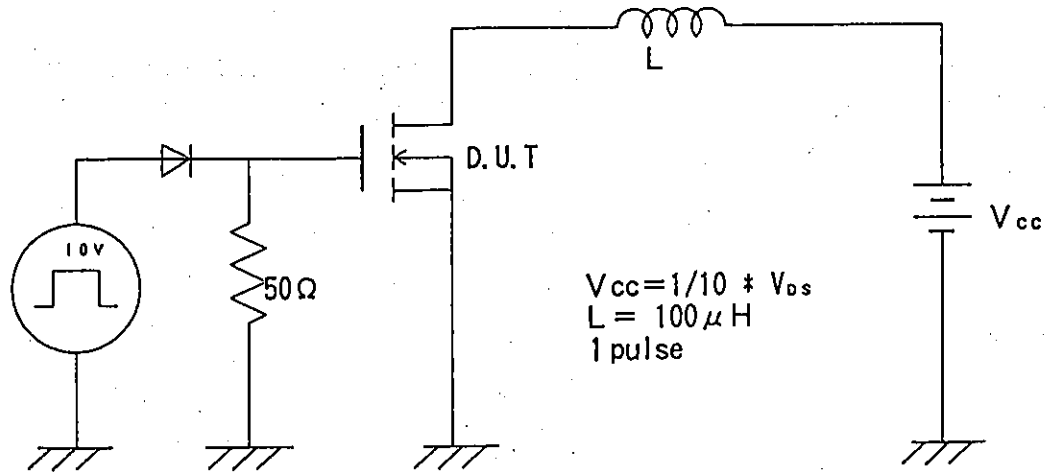 L
D.U.T
10V
50Ω
Vcc
Vcc=1/10 * VDS
L= 100μH
1pulse